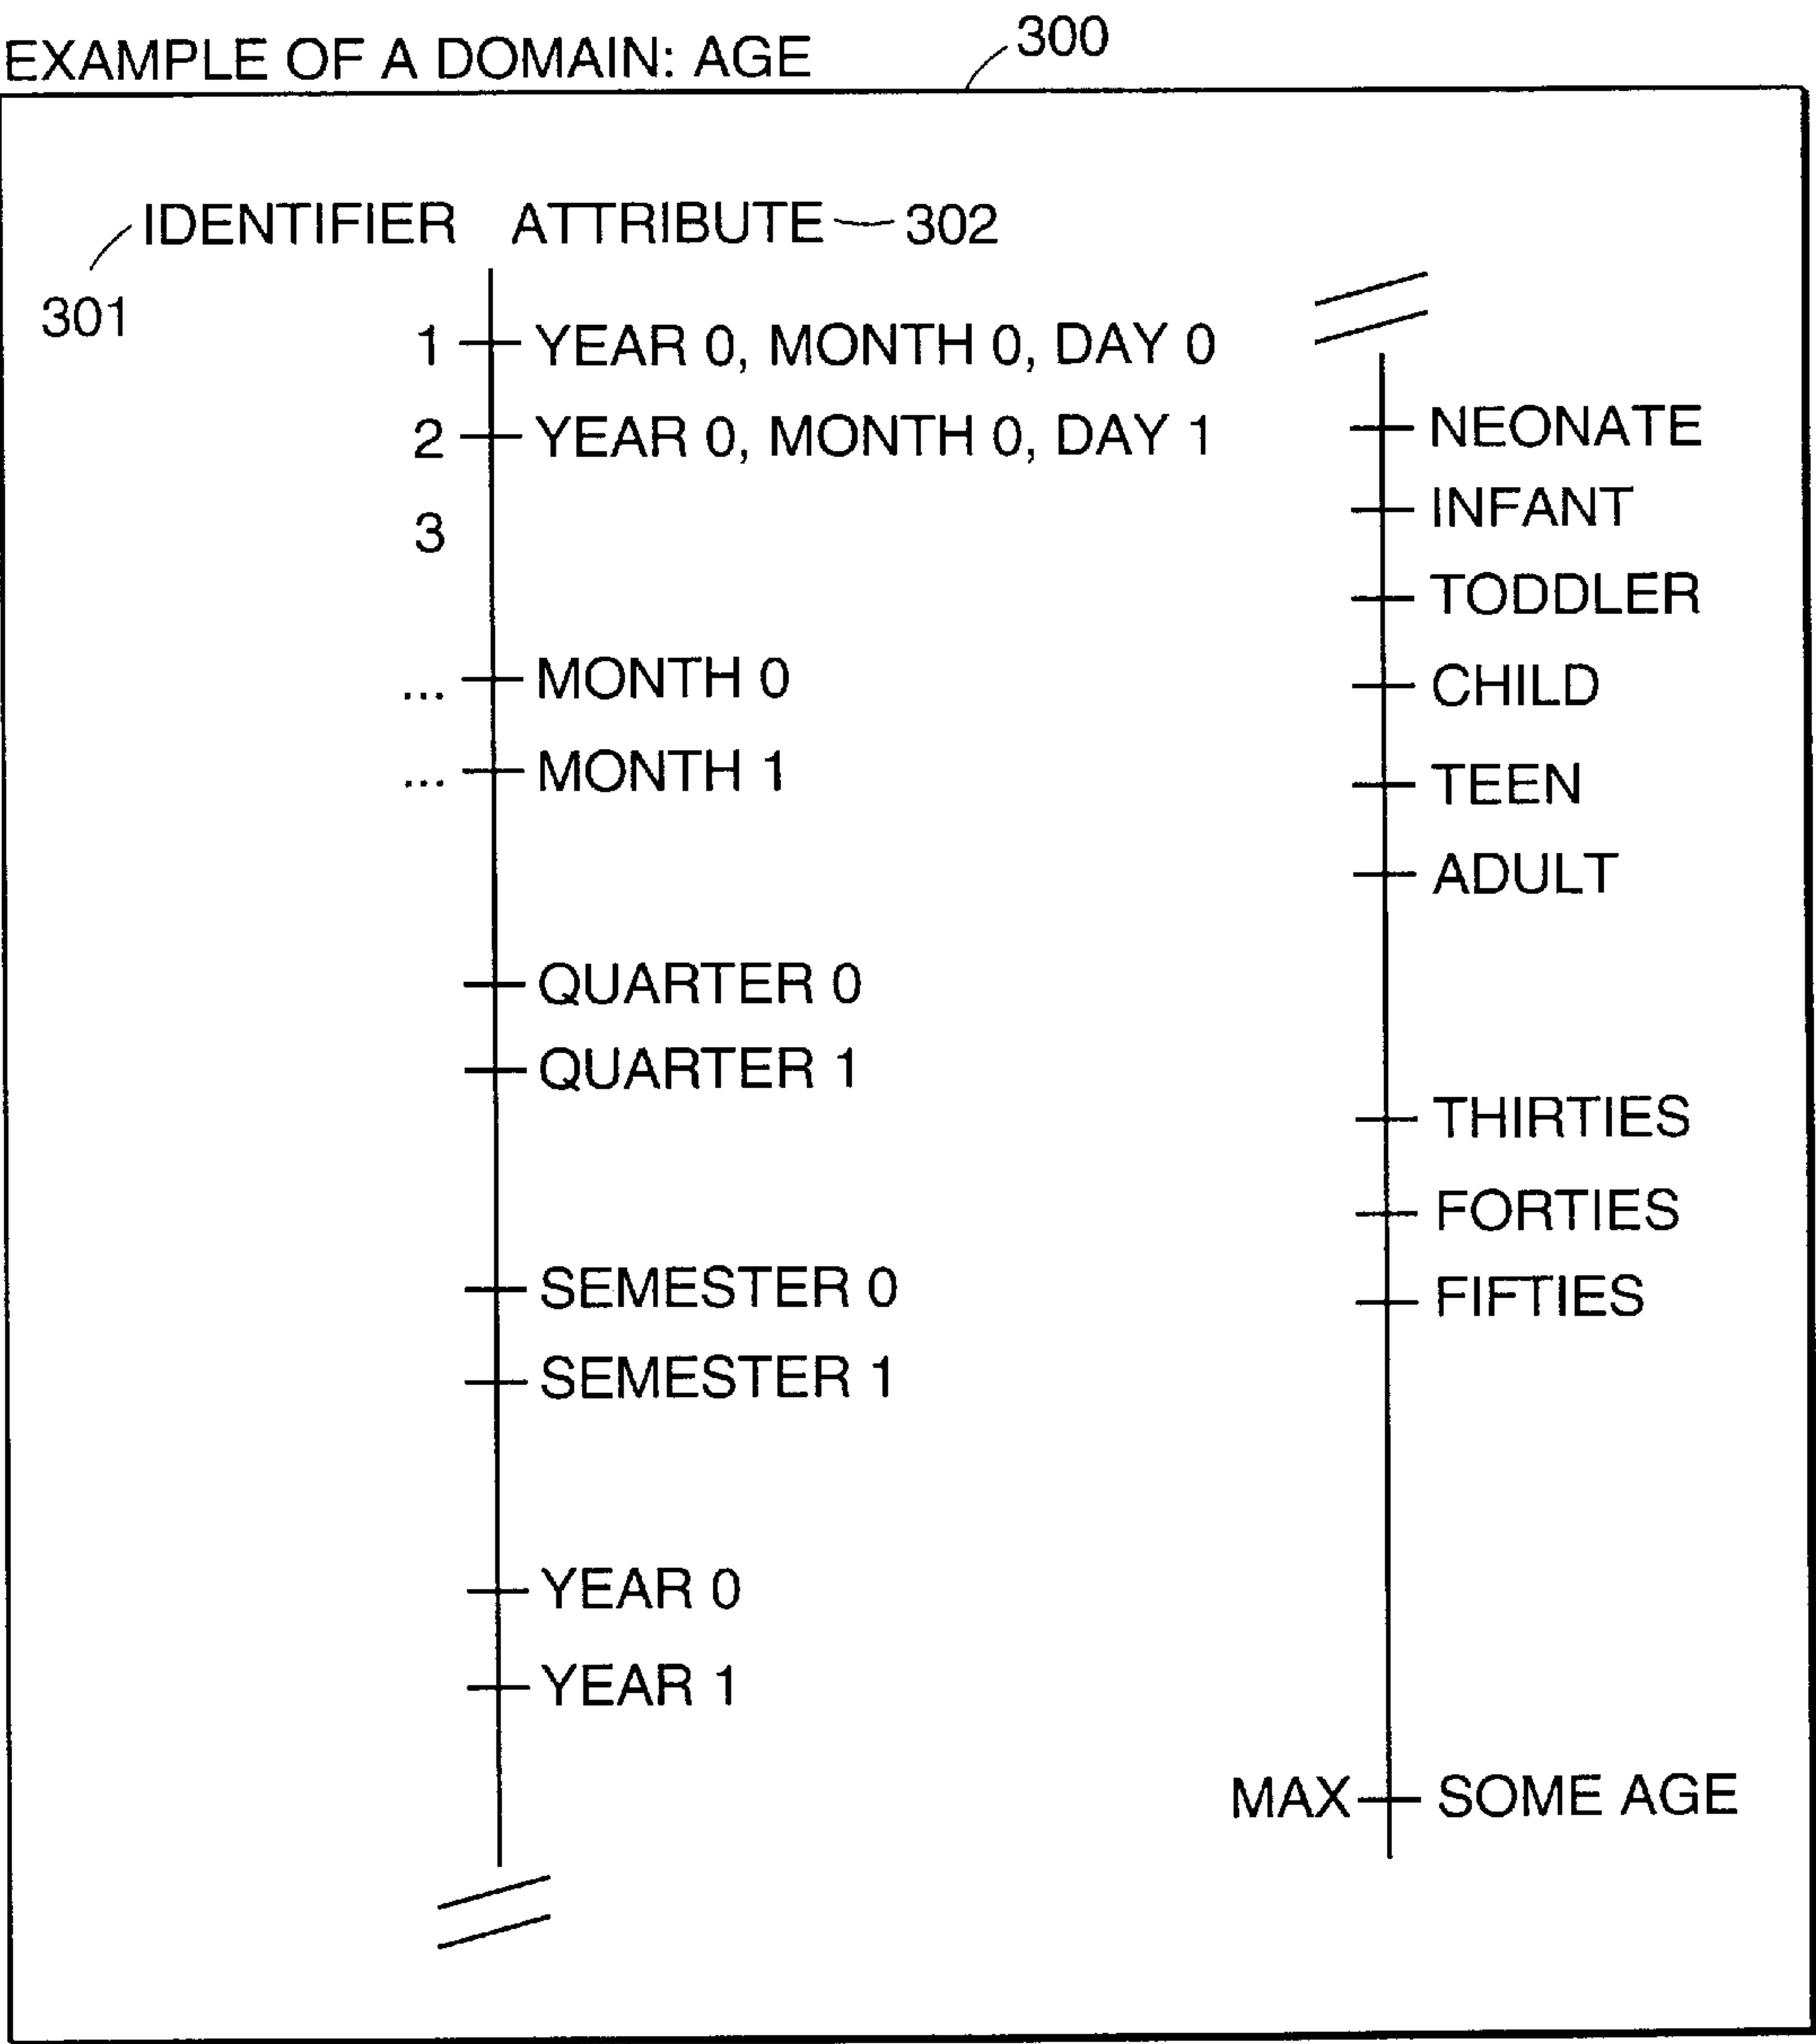 EXAMPLE OF A DOMAIN: AGE
300
IDENTIFIER ATTRIBUTE 302
301
1 YEAR 0, MONTH 0, DAY 0
2 YEAR 0, MONTH 0, DAY 1
3
... MONTH 0
... MONTH 1
QUARTER 0
QUARTER 1
SEMESTER 0
SEMESTER 1
YEAR 0
YEAR 1
NEONATE
INFANT
TODDLER
CHILD
TEEN
ADULT
THIRTIES
FORTIES
FIFTIES
MAX SOME AGE